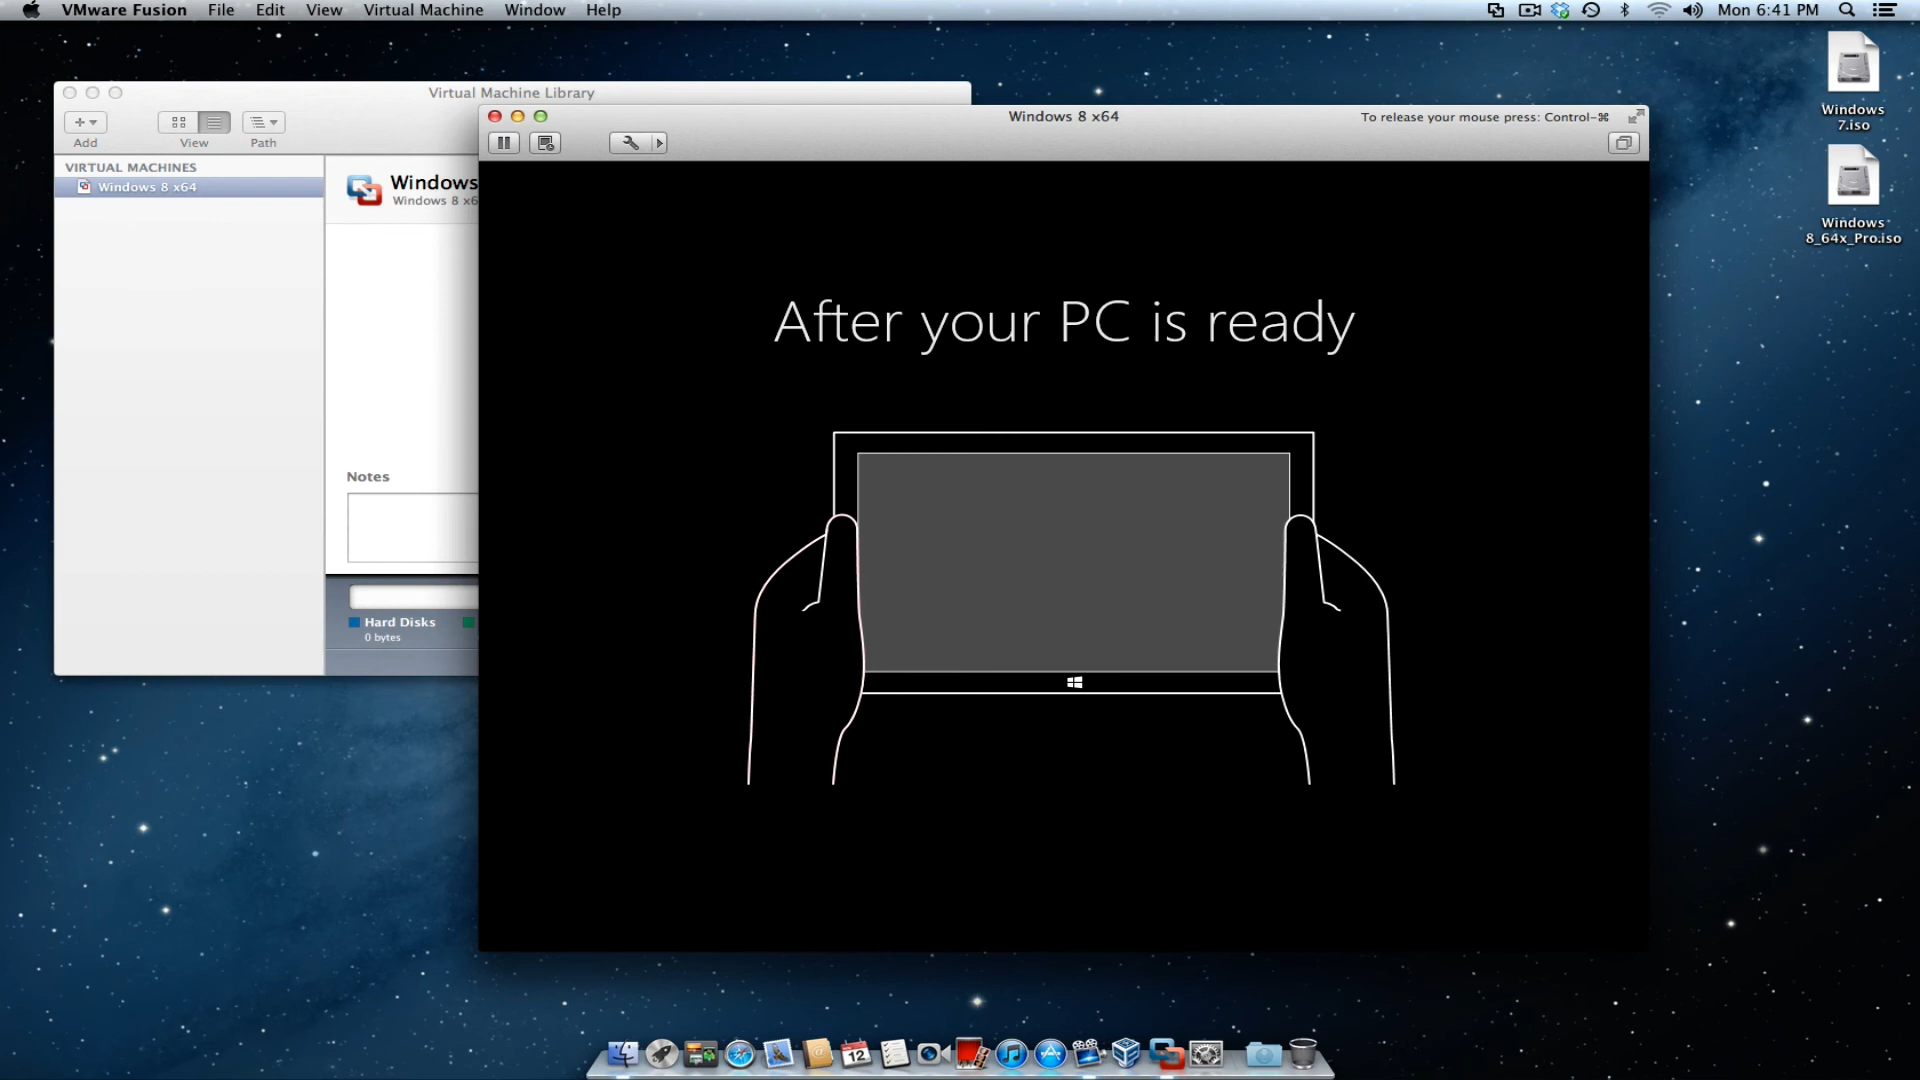 VMware Fusion File Edit View Virtual Machine Window Help
Mon 6:41 PM
Windows
7.iso
Windows
8_64x_Pro.iso
Virtual Machine Library
Add
View
Path
VIRTUAL MACHINES
Windows 8 x64
Windows
Windows 8 x6
Notes
Hard Disks
0 bytes
Windows 8 x64
To release your mouse press: Control-⌘
After your PC is ready
12